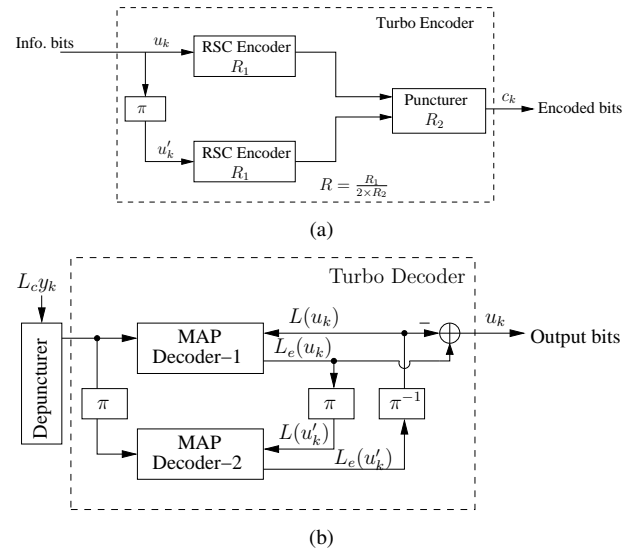 Turbo Encoder
Info. bits
u_k
RSC Encoder
R_1
π
Puncturer
R_2
c_k
Encoded bits
u'_k
RSC Encoder
R_1
R = R_1 / 2×R_2
(a)
Turbo Decoder
L_c y_k
Depuncturer
MAP
Decoder–1
L(u_k)
L_e(u_k)
–
u_k
Output bits
π
π
π^{-1}
MAP
Decoder–2
L(u'_k)
L_e(u'_k)
(b)